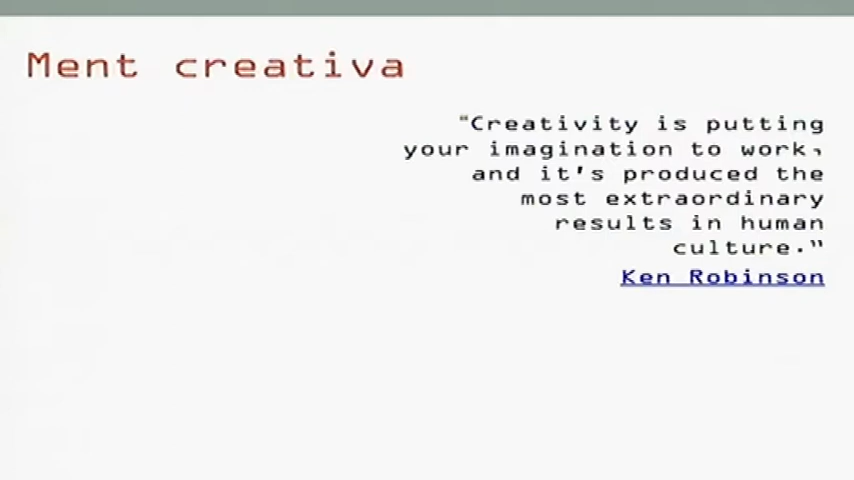 Ment creativa
"Creativity is putting
your imagination to work,
and it's produced the
most extraordinary
results in human
culture."
Ken Robinson